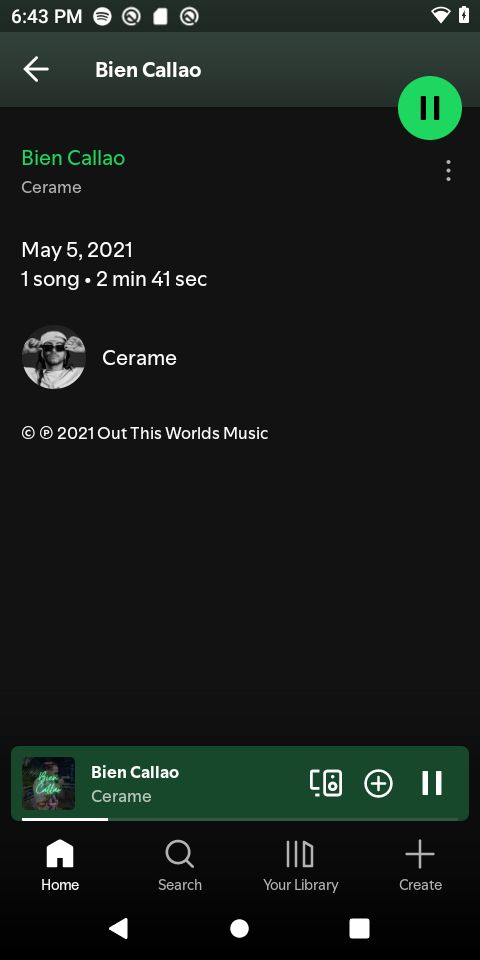 6:43 PM
Bien Callao
Bien Callao
Cerame
May 5, 2021
1 song • 2 min 41 sec
Cerame
© ℗ 2021 Out This Worlds Music
Bien Callao
Bien Callao
Cerame
Home
Search
Your Library
Create